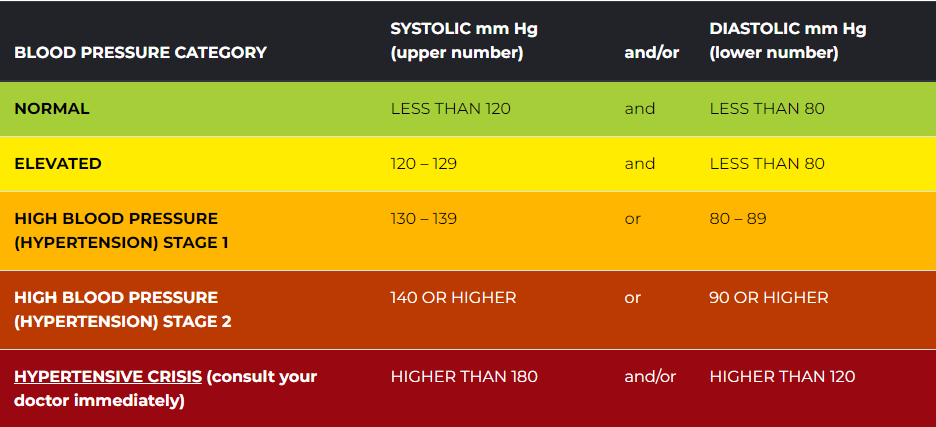 BLOOD PRESSURE CATEGORY SYSTOLIC mm Hg (upper number) and/or DIASTOLIC mm Hg (lower number)
NORMAL LESS THAN 120 and LESS THAN 80
ELEVATED 120 – 129 and LESS THAN 80
HIGH BLOOD PRESSURE 130 – 139 or 80 – 89
(HYPERTENSION) STAGE 1
HIGH BLOOD PRESSURE 140 OR HIGHER or 90 OR HIGHER
(HYPERTENSION) STAGE 2
HYPERTENSIVE CRISIS (consult your HIGHER THAN 180 and/or HIGHER THAN 120
doctor immediately)